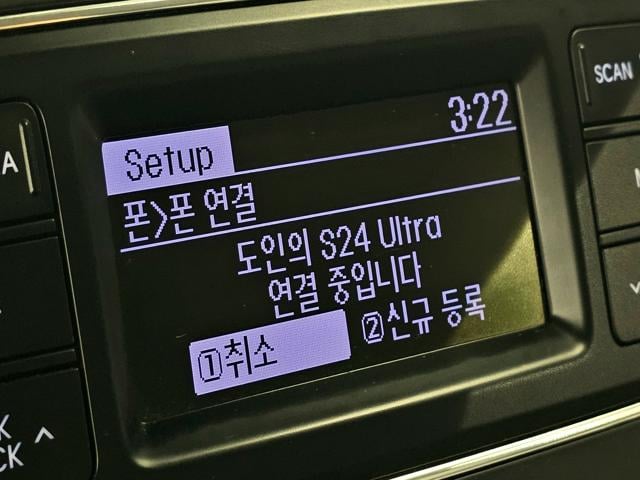 3:22
Setup
폰>폰 연결
도인의 S24 Ultra
연결 중입니다
①취소 ②신규 등록
SCAN
A
K
CK ^